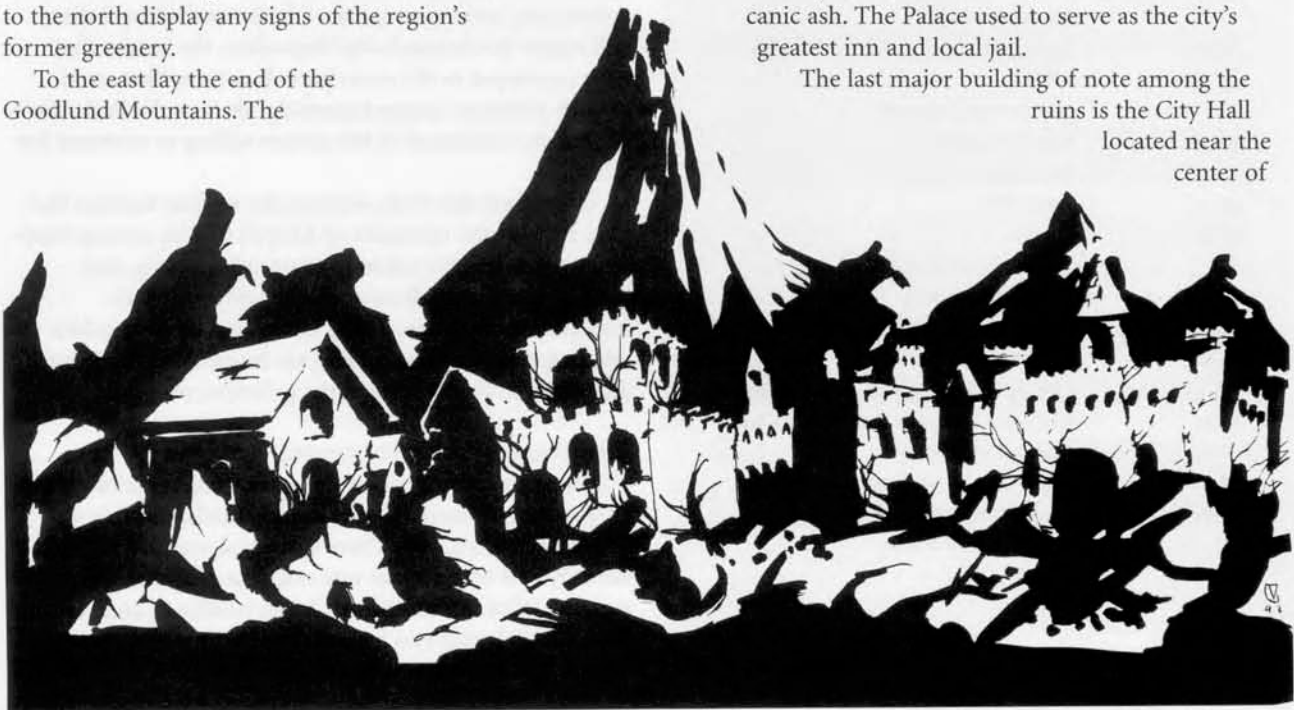 to the north display any signs of the region's
former greenery.
To the east lay the end of the
Goodlund Mountains. The
canic ash. The Palace used to serve as the city's
greatest inn and local jail.
The last major building of note among the
ruins is the City Hall
located near the
center of